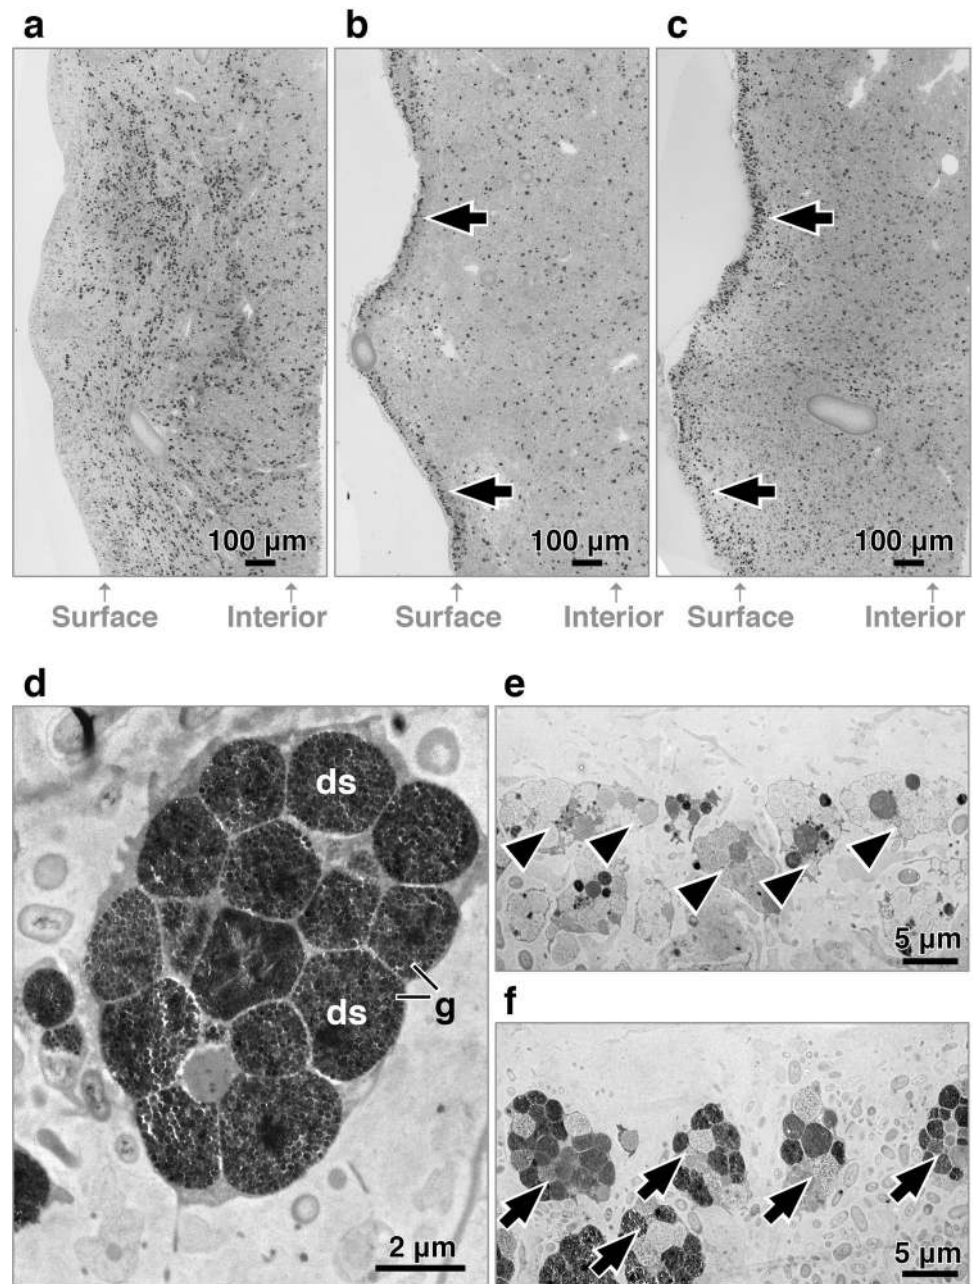 a b c
100 µm 100 µm 100 µm
Surface Interior Surface Interior Surface Interior
d e
ds
5 µm
ds g
f
2 µm 5 µm